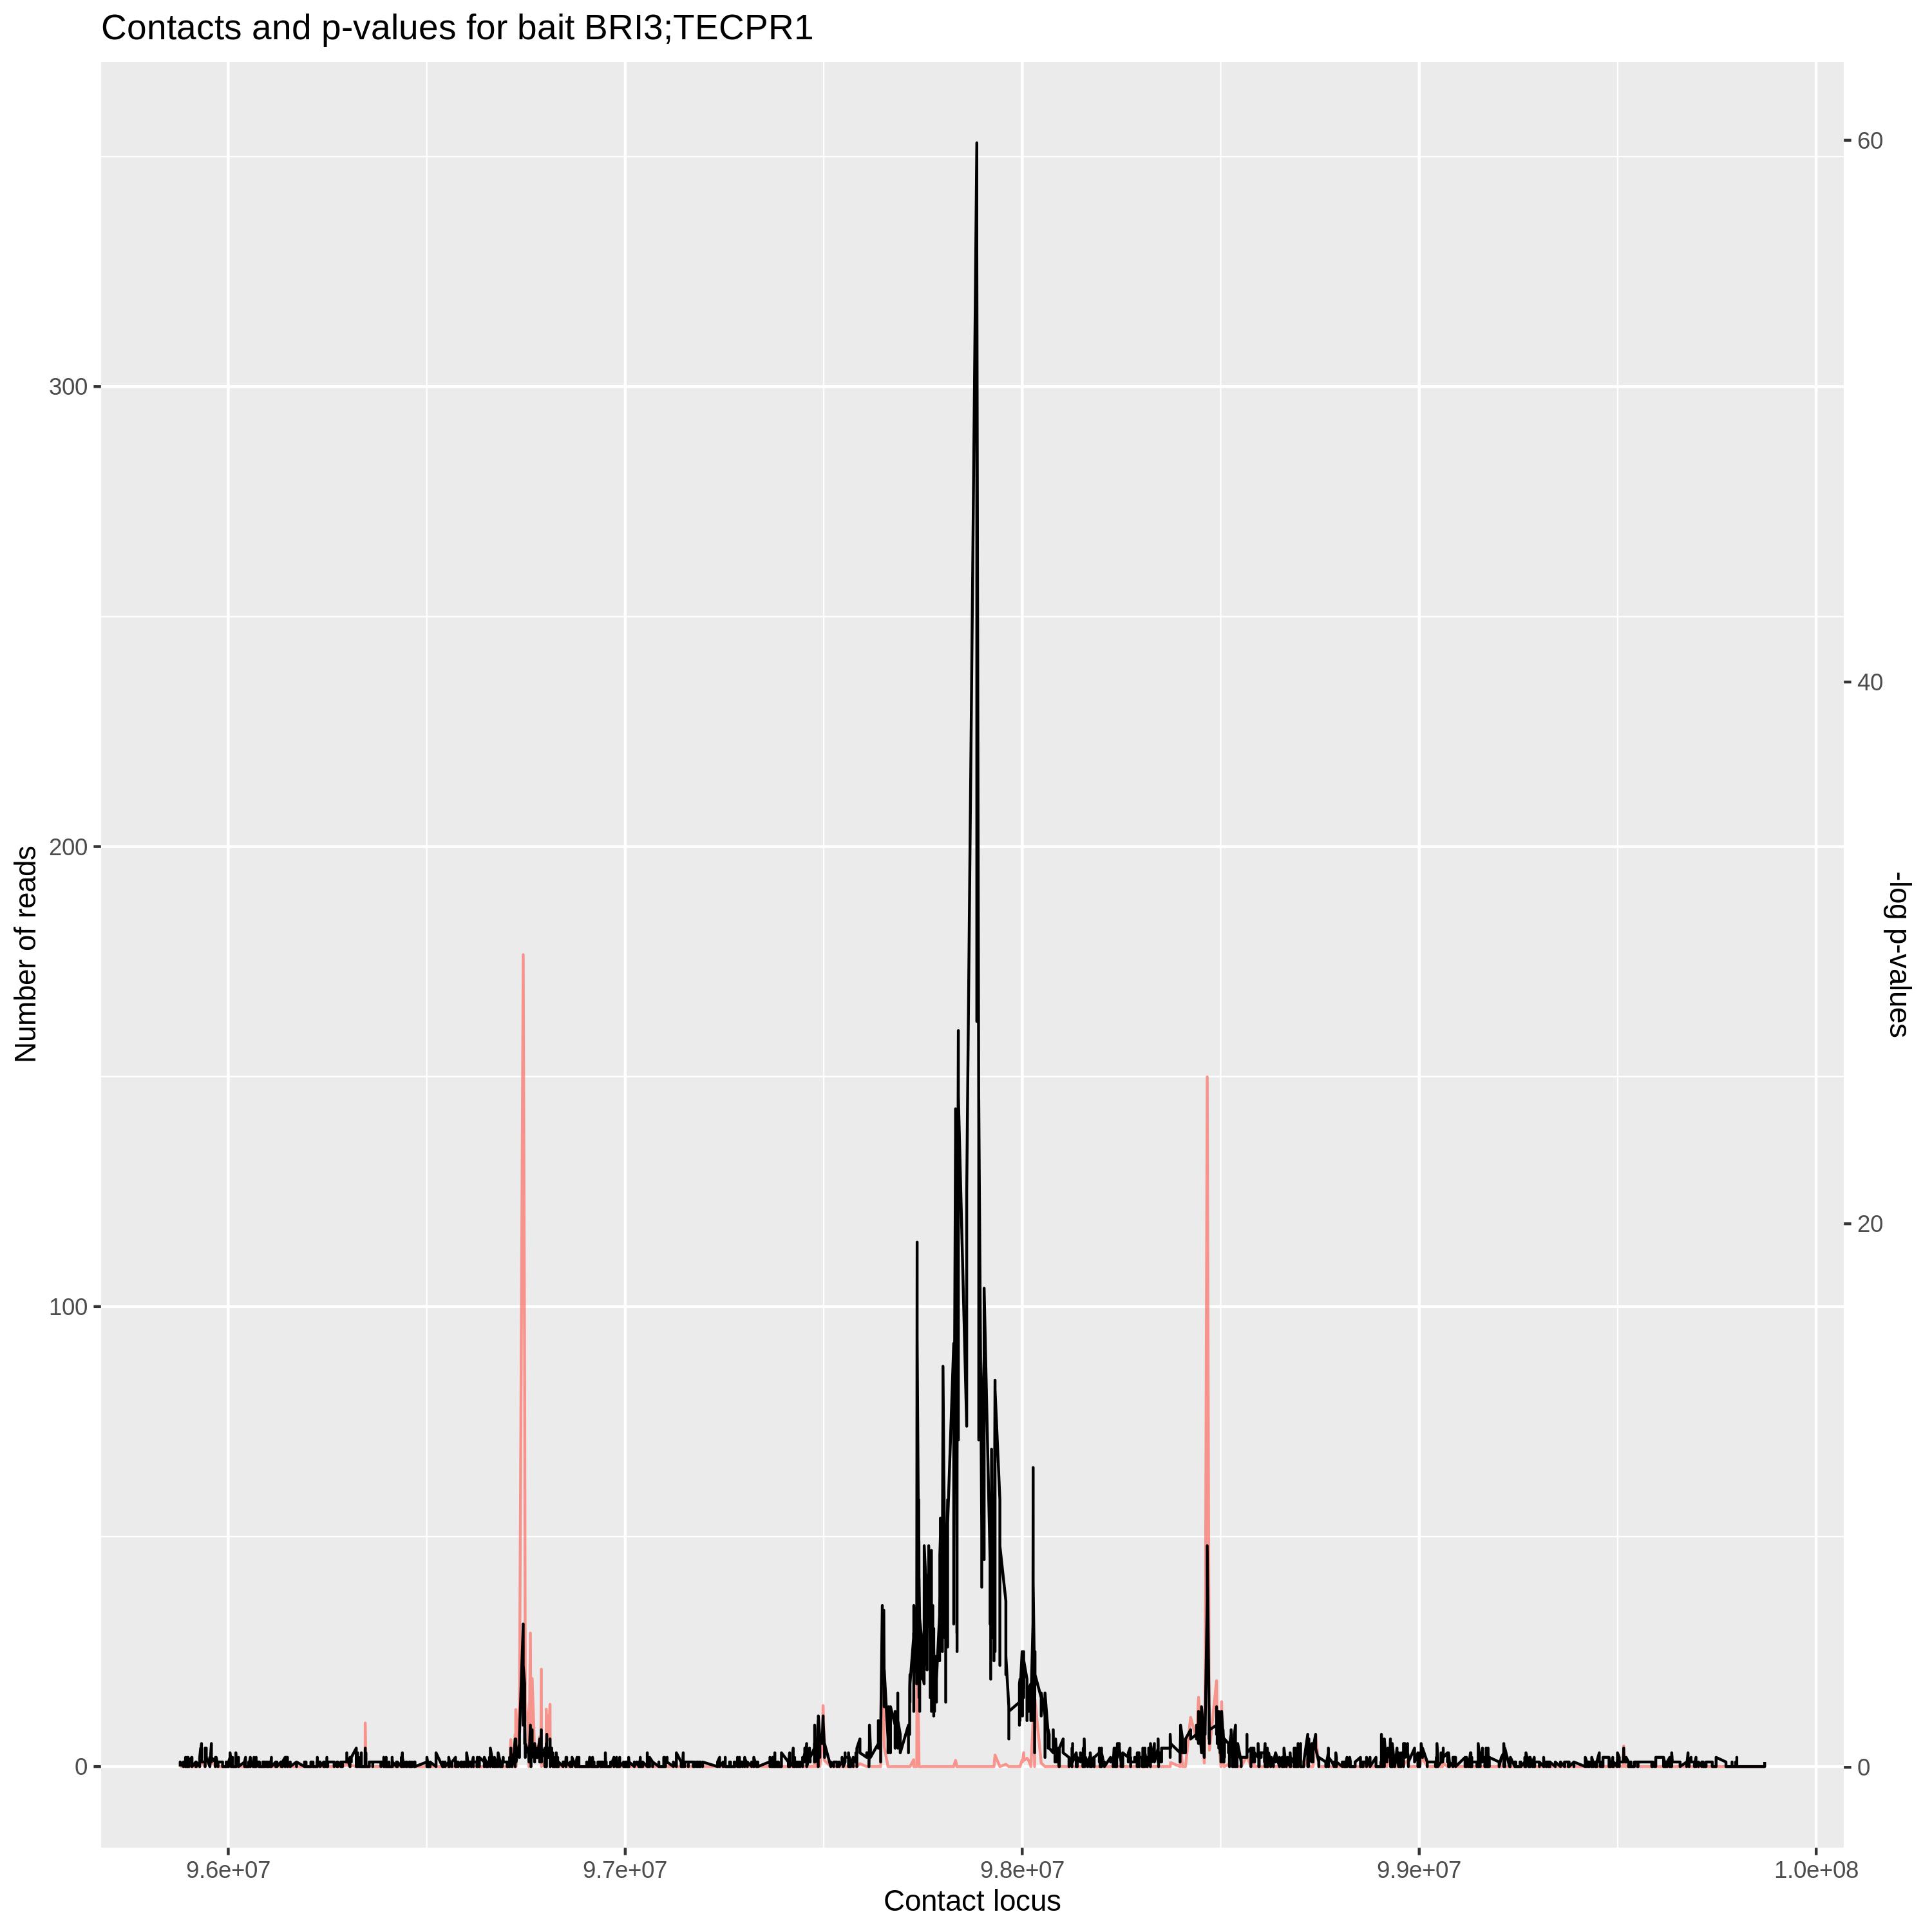 Contacts and p-values for bait BRI3;TECPR1
Number of reads
300
200
100
0
60
40
20
0
-log p-values
9.6e+07 9.7e+07 9.8e+07 9.9e+07 1.0e+08
Contact locus